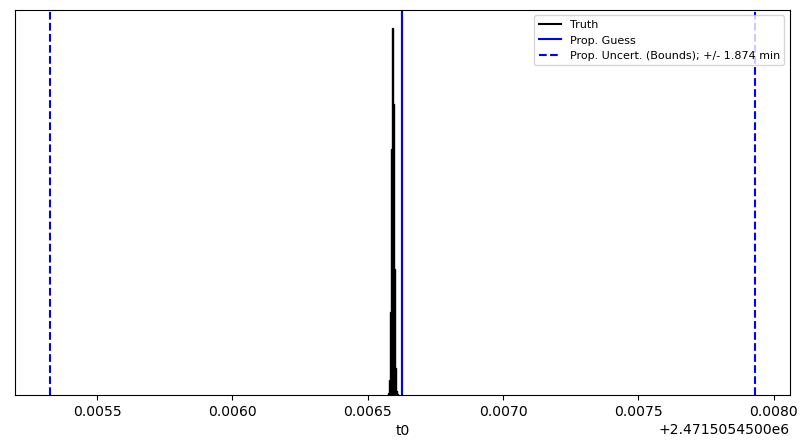 Truth
Prop. Guess
Prop. Uncert. (Bounds); +/- 1.874 min
0.0055 0.0060 0.0065 0.0070 0.0075 0.0080
t0
+2.4715054500e6